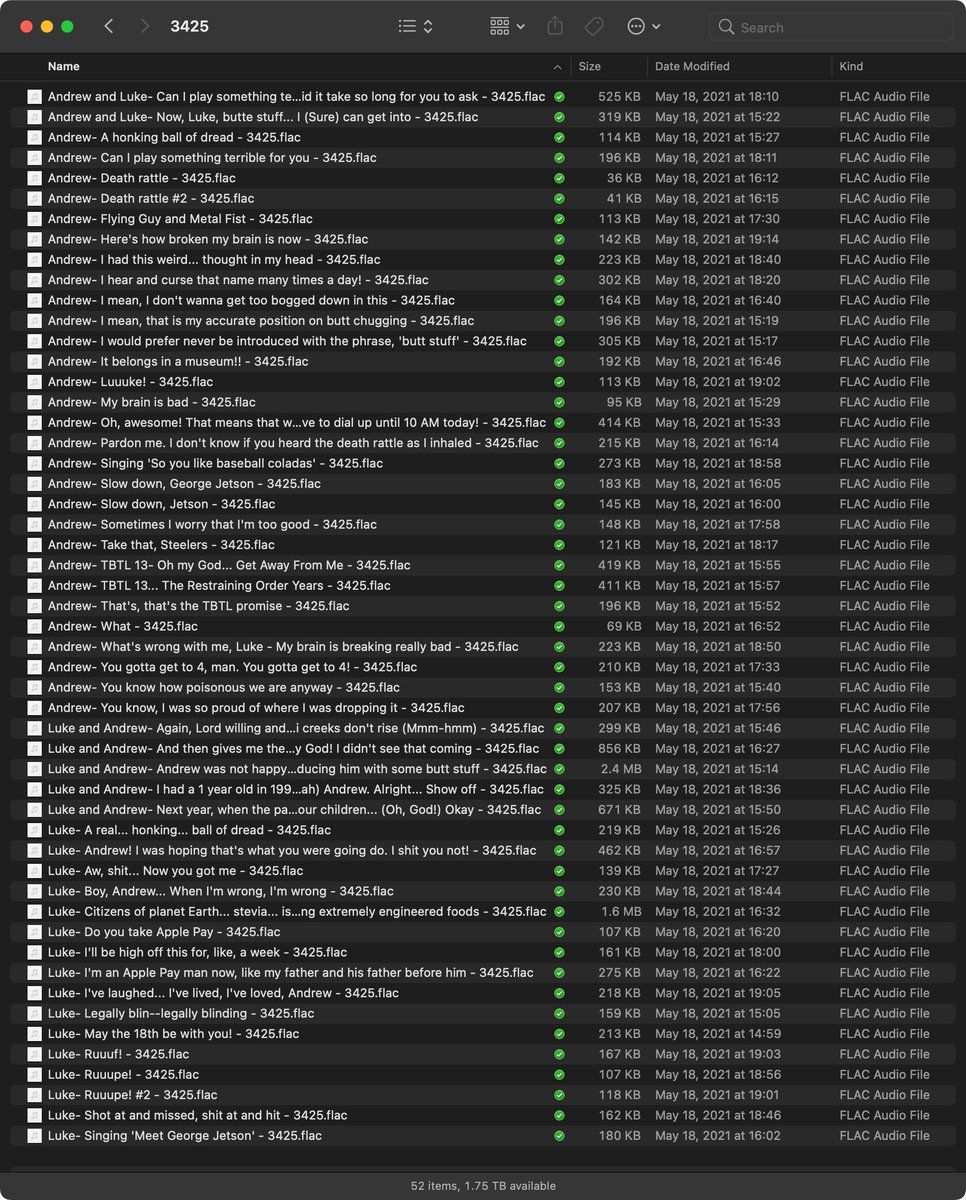 3425
Search
Name Size Date Modified Kind
Andrew and Luke- Can I play something te...id it take so long for you to ask - 3425.flac 525 KB May 18, 2021 at 18:10 FLAC Audio File
Andrew and Luke- Now, Luke, butte stuff... I (Sure) can get into - 3425.flac 319 KB May 18, 2021 at 15:22 FLAC Audio File
Andrew- A honking ball of dread - 3425.flac 114 KB May 18, 2021 at 15:27 FLAC Audio File
Andrew- Can I play something terrible for you - 3425.flac 196 KB May 18, 2021 at 18:11 FLAC Audio File
Andrew- Death rattle - 3425.flac 36 KB May 18, 2021 at 16:12 FLAC Audio File
Andrew- Death rattle #2 - 3425.flac 41 KB May 18, 2021 at 16:15 FLAC Audio File
Andrew- Flying Guy and Metal Fist - 3425.flac 113 KB May 18, 2021 at 17:30 FLAC Audio File
Andrew- Here's how broken my brain is now - 3425.flac 142 KB May 18, 2021 at 19:14 FLAC Audio File
Andrew- I had this weird... thought in my head - 3425.flac 223 KB May 18, 2021 at 18:40 FLAC Audio File
Andrew- I hear and curse that name many times a day! - 3425.flac 302 KB May 18, 2021 at 18:20 FLAC Audio File
Andrew- I mean, I don't wanna get too bogged down in this - 3425.flac 164 KB May 18, 2021 at 16:40 FLAC Audio File
Andrew- I mean, that is my accurate position on butt chugging - 3425.flac 196 KB May 18, 2021 at 15:19 FLAC Audio File
Andrew- I would prefer never be introduced with the phrase, 'butt stuff' - 3425.flac 305 KB May 18, 2021 at 15:17 FLAC Audio File
Andrew- It belongs in a museum!! - 3425.flac 192 KB May 18, 2021 at 16:46 FLAC Audio File
Andrew- Luuuke! - 3425.flac 113 KB May 18, 2021 at 19:02 FLAC Audio File
Andrew- My brain is bad - 3425.flac 95 KB May 18, 2021 at 15:29 FLAC Audio File
Andrew- Oh, awesome! That means that w...ve to dial up until 10 AM today! - 3425.flac 414 KB May 18, 2021 at 15:33 FLAC Audio File
Andrew- Pardon me. I don't know if you heard the death rattle as I inhaled - 3425.flac 215 KB May 18, 2021 at 16:14 FLAC Audio File
Andrew- Singing 'So you like baseball coladas' - 3425.flac 273 KB May 18, 2021 at 18:58 FLAC Audio File
Andrew- Slow down, George Jetson - 3425.flac 183 KB May 18, 2021 at 16:05 FLAC Audio File
Andrew- Slow down, Jetson - 3425.flac 145 KB May 18, 2021 at 16:00 FLAC Audio File
Andrew- Sometimes I worry that I'm too good - 3425.flac 148 KB May 18, 2021 at 17:58 FLAC Audio File
Andrew- Take that, Steelers - 3425.flac 121 KB May 18, 2021 at 18:17 FLAC Audio File
Andrew- TBTL 13- Oh my God... Get Away From Me - 3425.flac 419 KB May 18, 2021 at 15:55 FLAC Audio File
Andrew- TBTL 13... The Restraining Order Years - 3425.flac 411 KB May 18, 2021 at 15:57 FLAC Audio File
Andrew- That's, that's the TBTL promise - 3425.flac 196 KB May 18, 2021 at 15:52 FLAC Audio File
Andrew- What - 3425.flac 69 KB May 18, 2021 at 16:52 FLAC Audio File
Andrew- What's wrong with me, Luke - My brain is breaking really bad - 3425.flac 223 KB May 18, 2021 at 18:50 FLAC Audio File
Andrew- You gotta get to 4, man. You gotta get to 4! - 3425.flac 210 KB May 18, 2021 at 17:33 FLAC Audio File
Andrew- You know how poisonous we are anyway - 3425.flac 153 KB May 18, 2021 at 15:40 FLAC Audio File
Andrew- You know, I was so proud of where I was dropping it - 3425.flac 207 KB May 18, 2021 at 17:56 FLAC Audio File
Luke and Andrew- Again, Lord willing and...i creeks don't rise (Mmm-hmm) - 3425.flac 299 KB May 18, 2021 at 15:46 FLAC Audio File
Luke and Andrew- And then gives me the...y God! I didn't see that coming - 3425.flac 856 KB May 18, 2021 at 16:27 FLAC Audio File
Luke and Andrew- Andrew was not happy...ducing him with some butt stuff - 3425.flac 2.4 MB May 18, 2021 at 15:14 FLAC Audio File
Luke and Andrew- I had a 1 year old in 199...ah) Andrew. Alright... Show off - 3425.flac 325 KB May 18, 2021 at 18:36 FLAC Audio File
Luke and Andrew- Next year, when the pa...our children... (Oh, God!) Okay - 3425.flac 671 KB May 18, 2021 at 15:50 FLAC Audio File
Luke- A real... honking... ball of dread - 3425.flac 219 KB May 18, 2021 at 15:26 FLAC Audio File
Luke- Andrew! I was hoping that's what you were going do. I shit you not! - 3425.flac 462 KB May 18, 2021 at 16:57 FLAC Audio File
Luke- Aw, shit... Now you got me - 3425.flac 139 KB May 18, 2021 at 17:27 FLAC Audio File
Luke- Boy, Andrew... When I'm wrong, I'm wrong - 3425.flac 230 KB May 18, 2021 at 18:44 FLAC Audio File
Luke- Citizens of planet Earth... stevia... is...ng extremely engineered foods - 3425.flac 1.6 MB May 18, 2021 at 16:32 FLAC Audio File
Luke- Do you take Apple Pay - 3425.flac 107 KB May 18, 2021 at 16:20 FLAC Audio File
Luke- I'll be high off this for, like, a week - 3425.flac 161 KB May 18, 2021 at 18:00 FLAC Audio File
Luke- I'm an Apple Pay man now, like my father and his father before him - 3425.flac 275 KB May 18, 2021 at 16:22 FLAC Audio File
Luke- I've laughed... I've lived, I've loved, Andrew - 3425.flac 218 KB May 18, 2021 at 19:05 FLAC Audio File
Luke- Legally blin--legally blinding - 3425.flac 159 KB May 18, 2021 at 15:05 FLAC Audio File
Luke- May the 18th be with you! - 3425.flac 213 KB May 18, 2021 at 14:59 FLAC Audio File
Luke- Ruuuf! - 3425.flac 167 KB May 18, 2021 at 19:03 FLAC Audio File
Luke- Ruuupe! - 3425.flac 107 KB May 18, 2021 at 18:56 FLAC Audio File
Luke- Ruuupe! #2 - 3425.flac 118 KB May 18, 2021 at 19:01 FLAC Audio File
Luke- Shot at and missed, shit at and hit - 3425.flac 162 KB May 18, 2021 at 18:46 FLAC Audio File
Luke- Singing 'Meet George Jetson' - 3425.flac 180 KB May 18, 2021 at 16:02 FLAC Audio File
52 items, 1.75 TB available